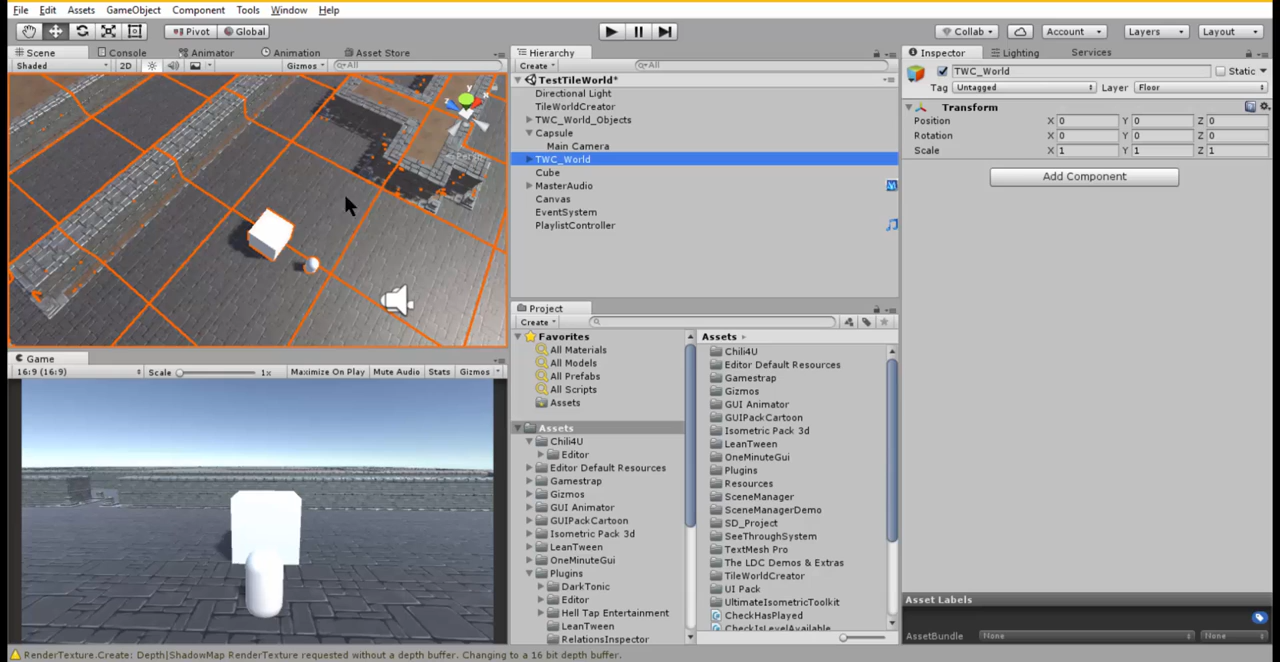 File Edit Assets GameObject Component Tools Window Help
Pivot Global Collab Account Layers Layout
Scene Console Animator Animation Asset Store
Shaded 2D Gizmos All
y
x
z
Persp
Game
16:9 (16:9) Scale 1x Maximize On Play Mute Audio Stats Gizmos
Hierarchy
Create All
TestTileWorld*
Directional Light
TileWorldCreator
TWC_World_Objects
Capsule
Main Camera
TWC_World
Cube
MasterAudio
Canvas
EventSystem
PlaylistController
Project
Create
Favorites
All Materials
All Models
All Prefabs
All Scripts
Assets
Assets
Chili4U
Editor
Editor Default Resources
Gamestrap
Gizmos
GUI Animator
GUIPackCartoon
Isometric Pack 3d
LeanTween
OneMinuteGui
Plugins
DarkTonic
Editor
Hell Tap Entertainment
LeanTween
RelationsInspector
Assets
Chili4U
Editor Default Resources
Gamestrap
Gizmos
GUI Animator
GUIPackCartoon
Isometric Pack 3d
LeanTween
OneMinuteGui
Plugins
Resources
SceneManager
SceneManagerDemo
SD_Project
SeeThroughSystem
TextMesh Pro
The LDC Demos & Extras
TileWorldCreator
UI Pack
UltimateIsometricToolkit
CheckHasPlayed
CheckIsLevelAvailable
Inspector Lighting Services
TWC_World Static
Tag Untagged Layer Floor
Transform
Position X 0 Y 0 Z 0
Rotation X 0 Y 0 Z 0
Scale X 1 Y 1 Z 1
Add Component
Asset Labels
AssetBundle None None
RenderTexture.Create: Depth|ShadowMap RenderTexture requested without a depth buffer. Changing to a 16 bit depth buffer.